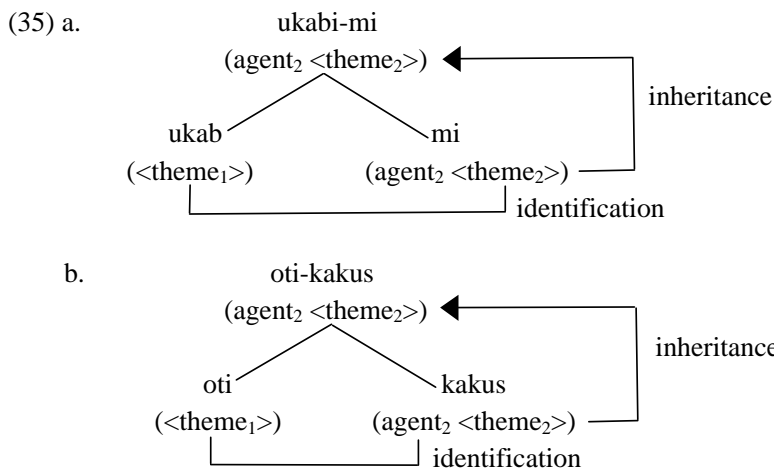 (35) a. ukabi-mi
(agent₂ <theme₂>)
inheritance
ukab mi
(<theme₁>) (agent₂ <theme₂>)
identification
b. oti-kakus
(agent₂ <theme₂>)
inheritance
oti kakus
(<theme₁>) (agent₂ <theme₂>)
identification